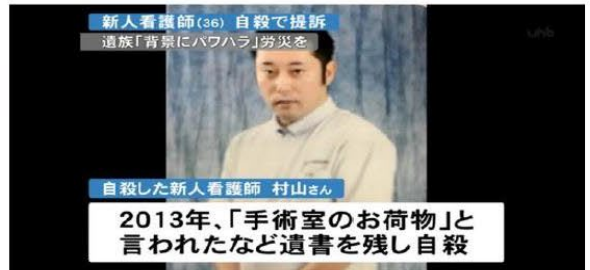 新人看護師(36) 自殺で提訴
遺族「背景にパワハラ」労災を
uhb
自殺した新人看護師 村山さん
2013年、「手術室のお荷物」と
言われたなど遺書を残し自殺